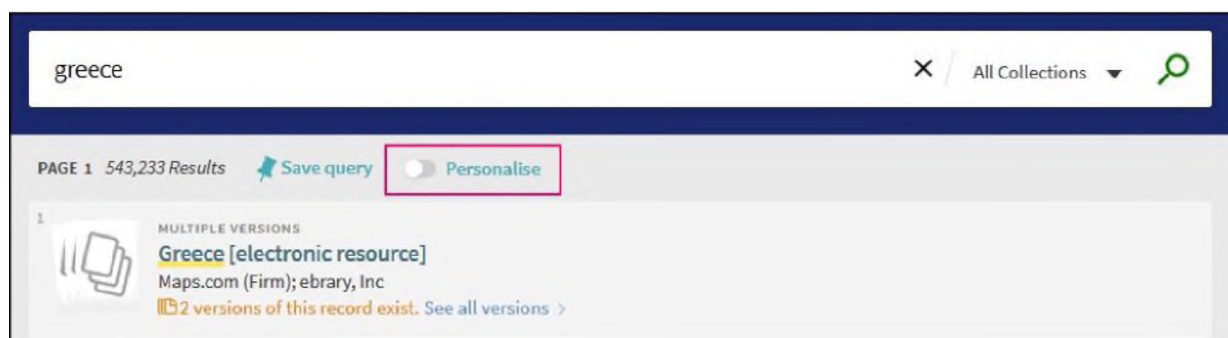 greece
All Collections
PAGE 1 543,233 Results Save query Personalise
1
MULTIPLE VERSIONS
Greece [electronic resource]
Maps.com (Firm); ebrary, Inc
2 versions of this record exist. See all versions >